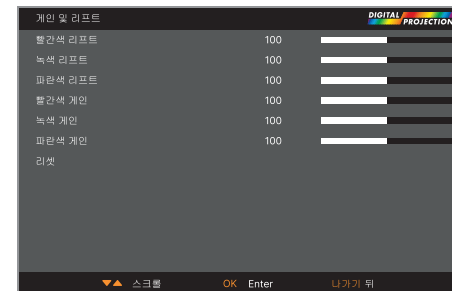 게인 및 리프트
DIGITAL PROJECTION
빨간색 리프트 100
녹색 리프트 100
파란색 리프트 100
빨간색 게인 100
녹색 게인 100
파란색 게인 100
리셋
▼▲ 스크롤 OK Enter 나가기 뒤